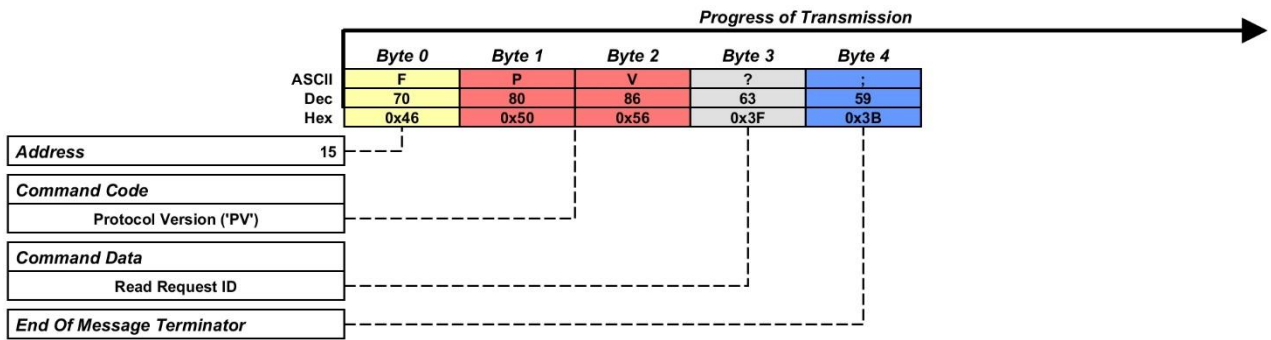 Progress of Transmission
Byte 0 Byte 1 Byte 2 Byte 3 Byte 4
ASCII F P V ? ;
Dec 70 80 86 63 59
Hex 0x46 0x50 0x56 0x3F 0x3B
Address 15
Command Code
Protocol Version ('PV')
Command Data
Read Request ID
End Of Message Terminator